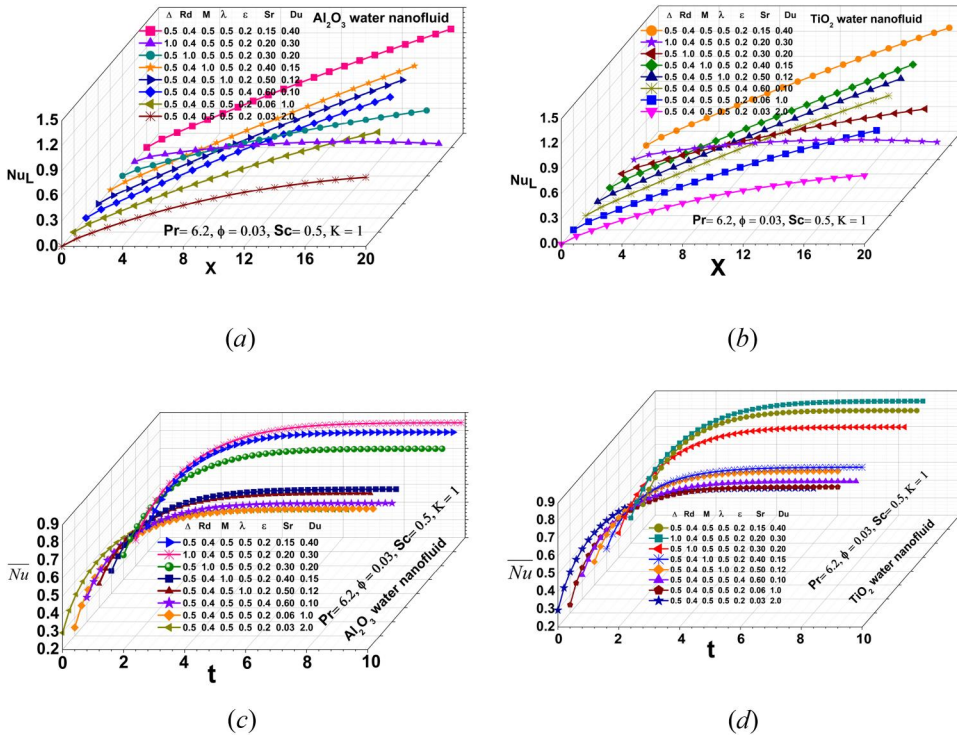 Al2O3 water nanofluid
Δ Rd M λ ε Sr Du
0.5 0.4 0.5 0.5 0.2 0.15 0.40
1.0 0.4 0.5 0.5 0.2 0.20 0.30
0.5 1.0 0.5 0.5 0.2 0.30 0.20
0.5 0.4 1.0 0.5 0.2 0.40 0.15
0.5 0.4 0.5 1.0 0.2 0.50 0.12
0.5 0.4 0.5 0.5 0.4 0.60 0.10
0.5 0.4 0.5 0.5 0.2 0.06 1.0
0.5 0.4 0.5 0.5 0.2 0.03 2.0
1.5
1.2
NuL
0.9
0.6
0.3
0.0
Pr= 6.2, ϕ = 0.03, Sc= 0.5, K = 1
0 4 8 12 16 20
X
(a)
TiO2 water nanofluid
Δ Rd M λ ε Sr Du
0.5 0.4 0.5 0.5 0.2 0.15 0.40
1.0 0.4 0.5 0.5 0.2 0.20 0.30
0.5 1.0 0.5 0.5 0.2 0.30 0.20
0.5 0.4 1.0 0.5 0.2 0.40 0.15
0.5 0.4 0.5 1.0 0.2 0.50 0.12
0.5 0.4 0.5 0.5 0.4 0.60 0.10
0.5 0.4 0.5 0.5 0.2 0.06 1.0
0.5 0.4 0.5 0.5 0.2 0.03 2.0
1.5
1.2
0.9
NuL
0.6
0.3
0.0
Pr= 6.2, ϕ = 0.03, Sc= 0.5, K = 1
0 4 8 12 16 20
X
(b)
0.9
0.8
0.7
Nu
0.6
0.5
0.4
0.3
0.2
Δ Rd M λ ε Sr Du
0.5 0.4 0.5 0.5 0.2 0.15 0.40
1.0 0.4 0.5 0.5 0.2 0.20 0.30
0.5 1.0 0.5 0.5 0.2 0.30 0.20
0.5 0.4 1.0 0.5 0.2 0.40 0.15
0.5 0.4 0.5 1.0 0.2 0.50 0.12
0.5 0.4 0.5 0.5 0.4 0.60 0.10
0.5 0.4 0.5 0.5 0.2 0.06 1.0
0.5 0.4 0.5 0.5 0.2 0.03 2.0
Pr= 6.2, ϕ = 0.03, Sc= 0.5, K = 1
Al2O3 water nanofluid
0 2 4 6 8 10
t
(c)
0.9
0.8
0.7
Nu
0.6
0.5
0.4
0.3
0.2
Δ Rd M λ ε Sr Du
0.5 0.4 0.5 0.5 0.2 0.15 0.40
1.0 0.4 0.5 0.5 0.2 0.20 0.30
0.5 1.0 0.5 0.5 0.2 0.30 0.20
0.5 0.4 1.0 0.5 0.2 0.40 0.15
0.5 0.4 0.5 1.0 0.2 0.50 0.12
0.5 0.4 0.5 0.5 0.4 0.60 0.10
0.5 0.4 0.5 0.5 0.2 0.06 1.0
0.5 0.4 0.5 0.5 0.2 0.03 2.0
Pr= 6.2, ϕ = 0.03, Sc= 0.5, K = 1
TiO2 water nanofluid
0 2 4 6 8 10
t
(d)